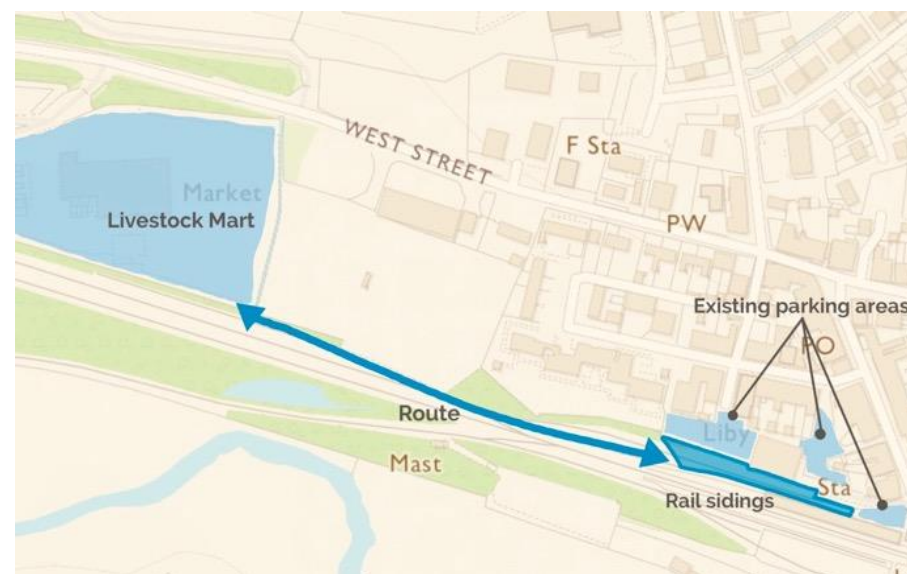 WEST STREET
F Sta
Market
Livestock Mart
PW
Existing parking areas
PO
Route
Liby
Mast
Sta
Rail sidings